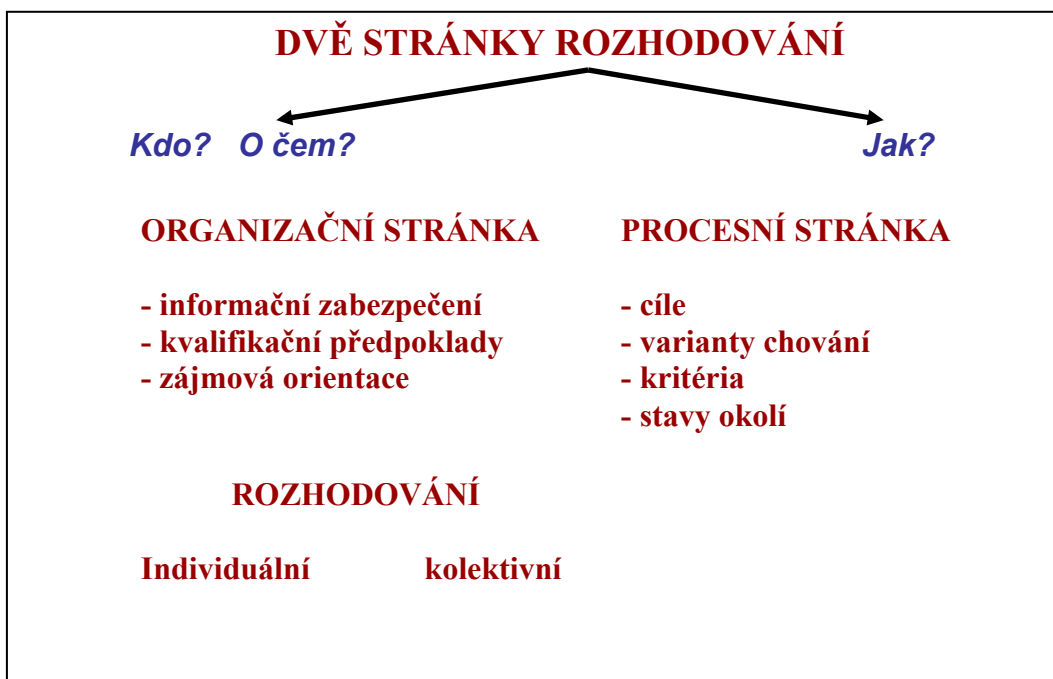 DVĚ STRÁNKY ROZHODOVÁNÍ
Kdo? O čem? Jak?
ORGANIZAČNÍ STRÁNKA
- informační zabezpečení
- kvalifikační předpoklady
- zájmová orientace
PROCESNÍ STRÁNKA
- cíle
- varianty chování
- kritéria
- stavy okolí
ROZHODOVÁNÍ
Individuální kolektivní